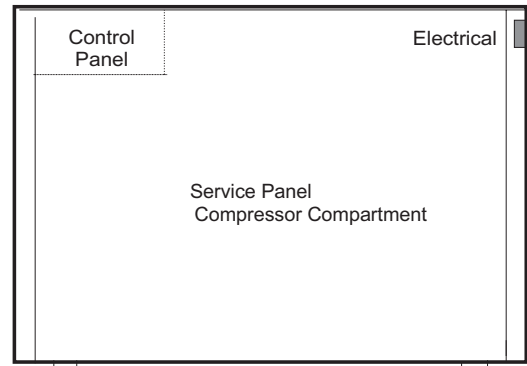 Control
Panel
Electrical
Service Panel
Compressor Compartment